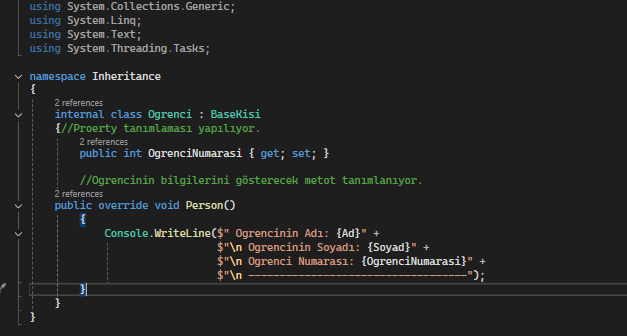 using System.Collections.Generic;
using System.Linq;
using System.Text;
using System.Threading.Tasks;
namespace Inheritance
{
2 references
internal class Ogrenci : BaseKisi
{//Proerty tanımlaması yapılıyor.
2 references
public int OgrenciNumarasi { get; set; }
//Ogrencinin bilgilerini gösterecek metot tanımlanıyor.
2 references
public override void Person()
{
Console.WriteLine($" Ogrencinin Adı: {Ad}" +
$"\n Ogrencinin Soyadı: {Soyad}" +
$"\n Ogrenci Numarası: {OgrenciNumarasi}" +
$"\n -----------------------------------");
}
}
}